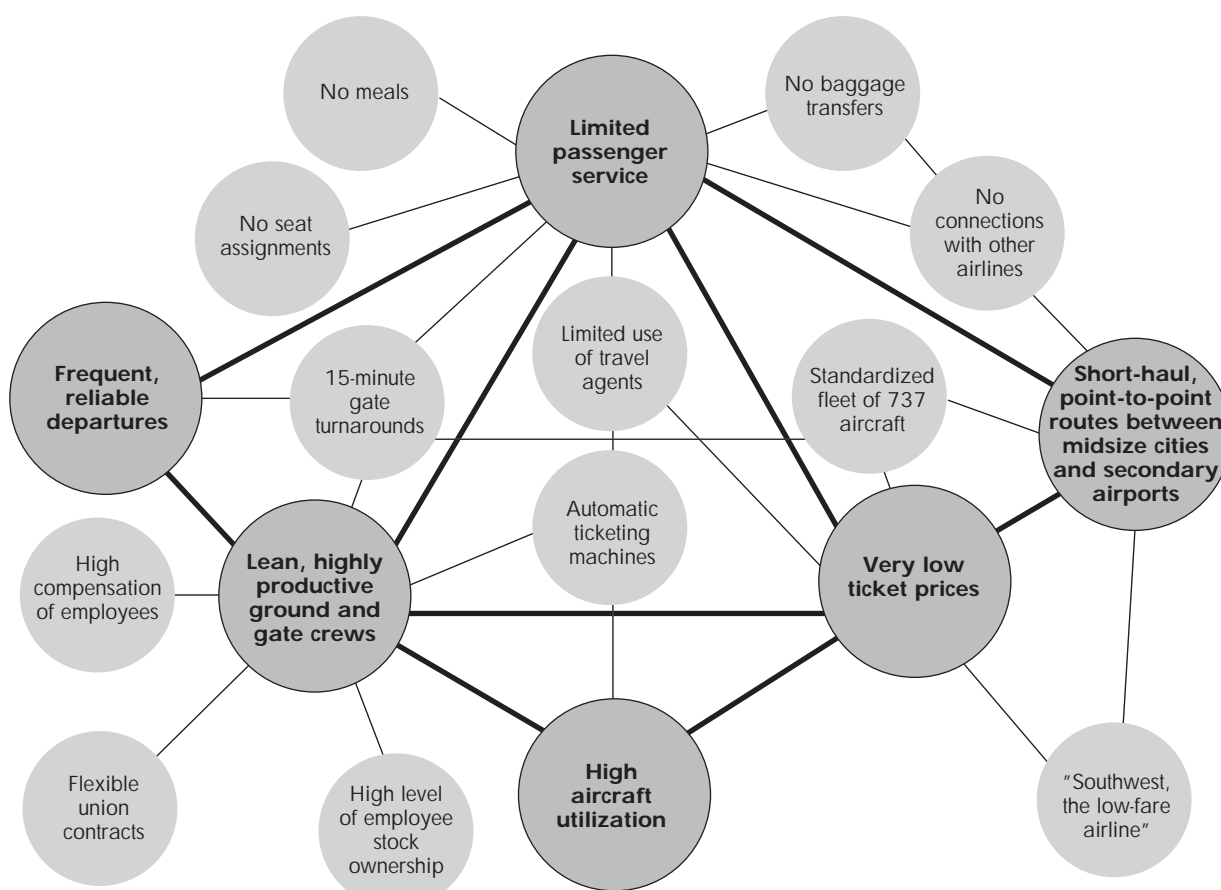 No meals
No baggage
transfers
Limited
passenger
service
No seat
assignments
No
connections
with other
airlines
Frequent,
reliable
departures
15-minute
gate
turnarounds
Limited use
of travel
agents
Standardized
fleet of 737
aircraft
Short-haul,
point-to-point
routes between
midsize cities
and secondary
airports
High
compensation
of employees
Lean, highly
productive
ground and
gate crews
Automatic
ticketing
machines
Very low
ticket prices
Flexible
union
contracts
High level
of employee
stock
ownership
High
aircraft
utilization
"Southwest,
the low-fare
airline"